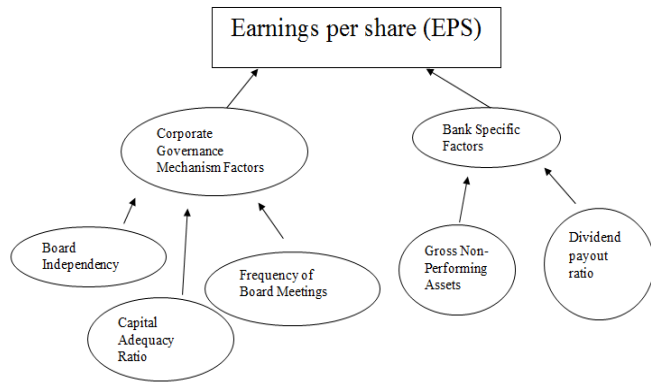 Earnings per share (EPS)
Corporate
Governance
Mechanism Factors
Bank Specific
Factors
Board
Independency
Capital
Adequacy
Ratio
Frequency of
Board Meetings
Gross Non-
Performing
Assets
Dividend
payout
ratio